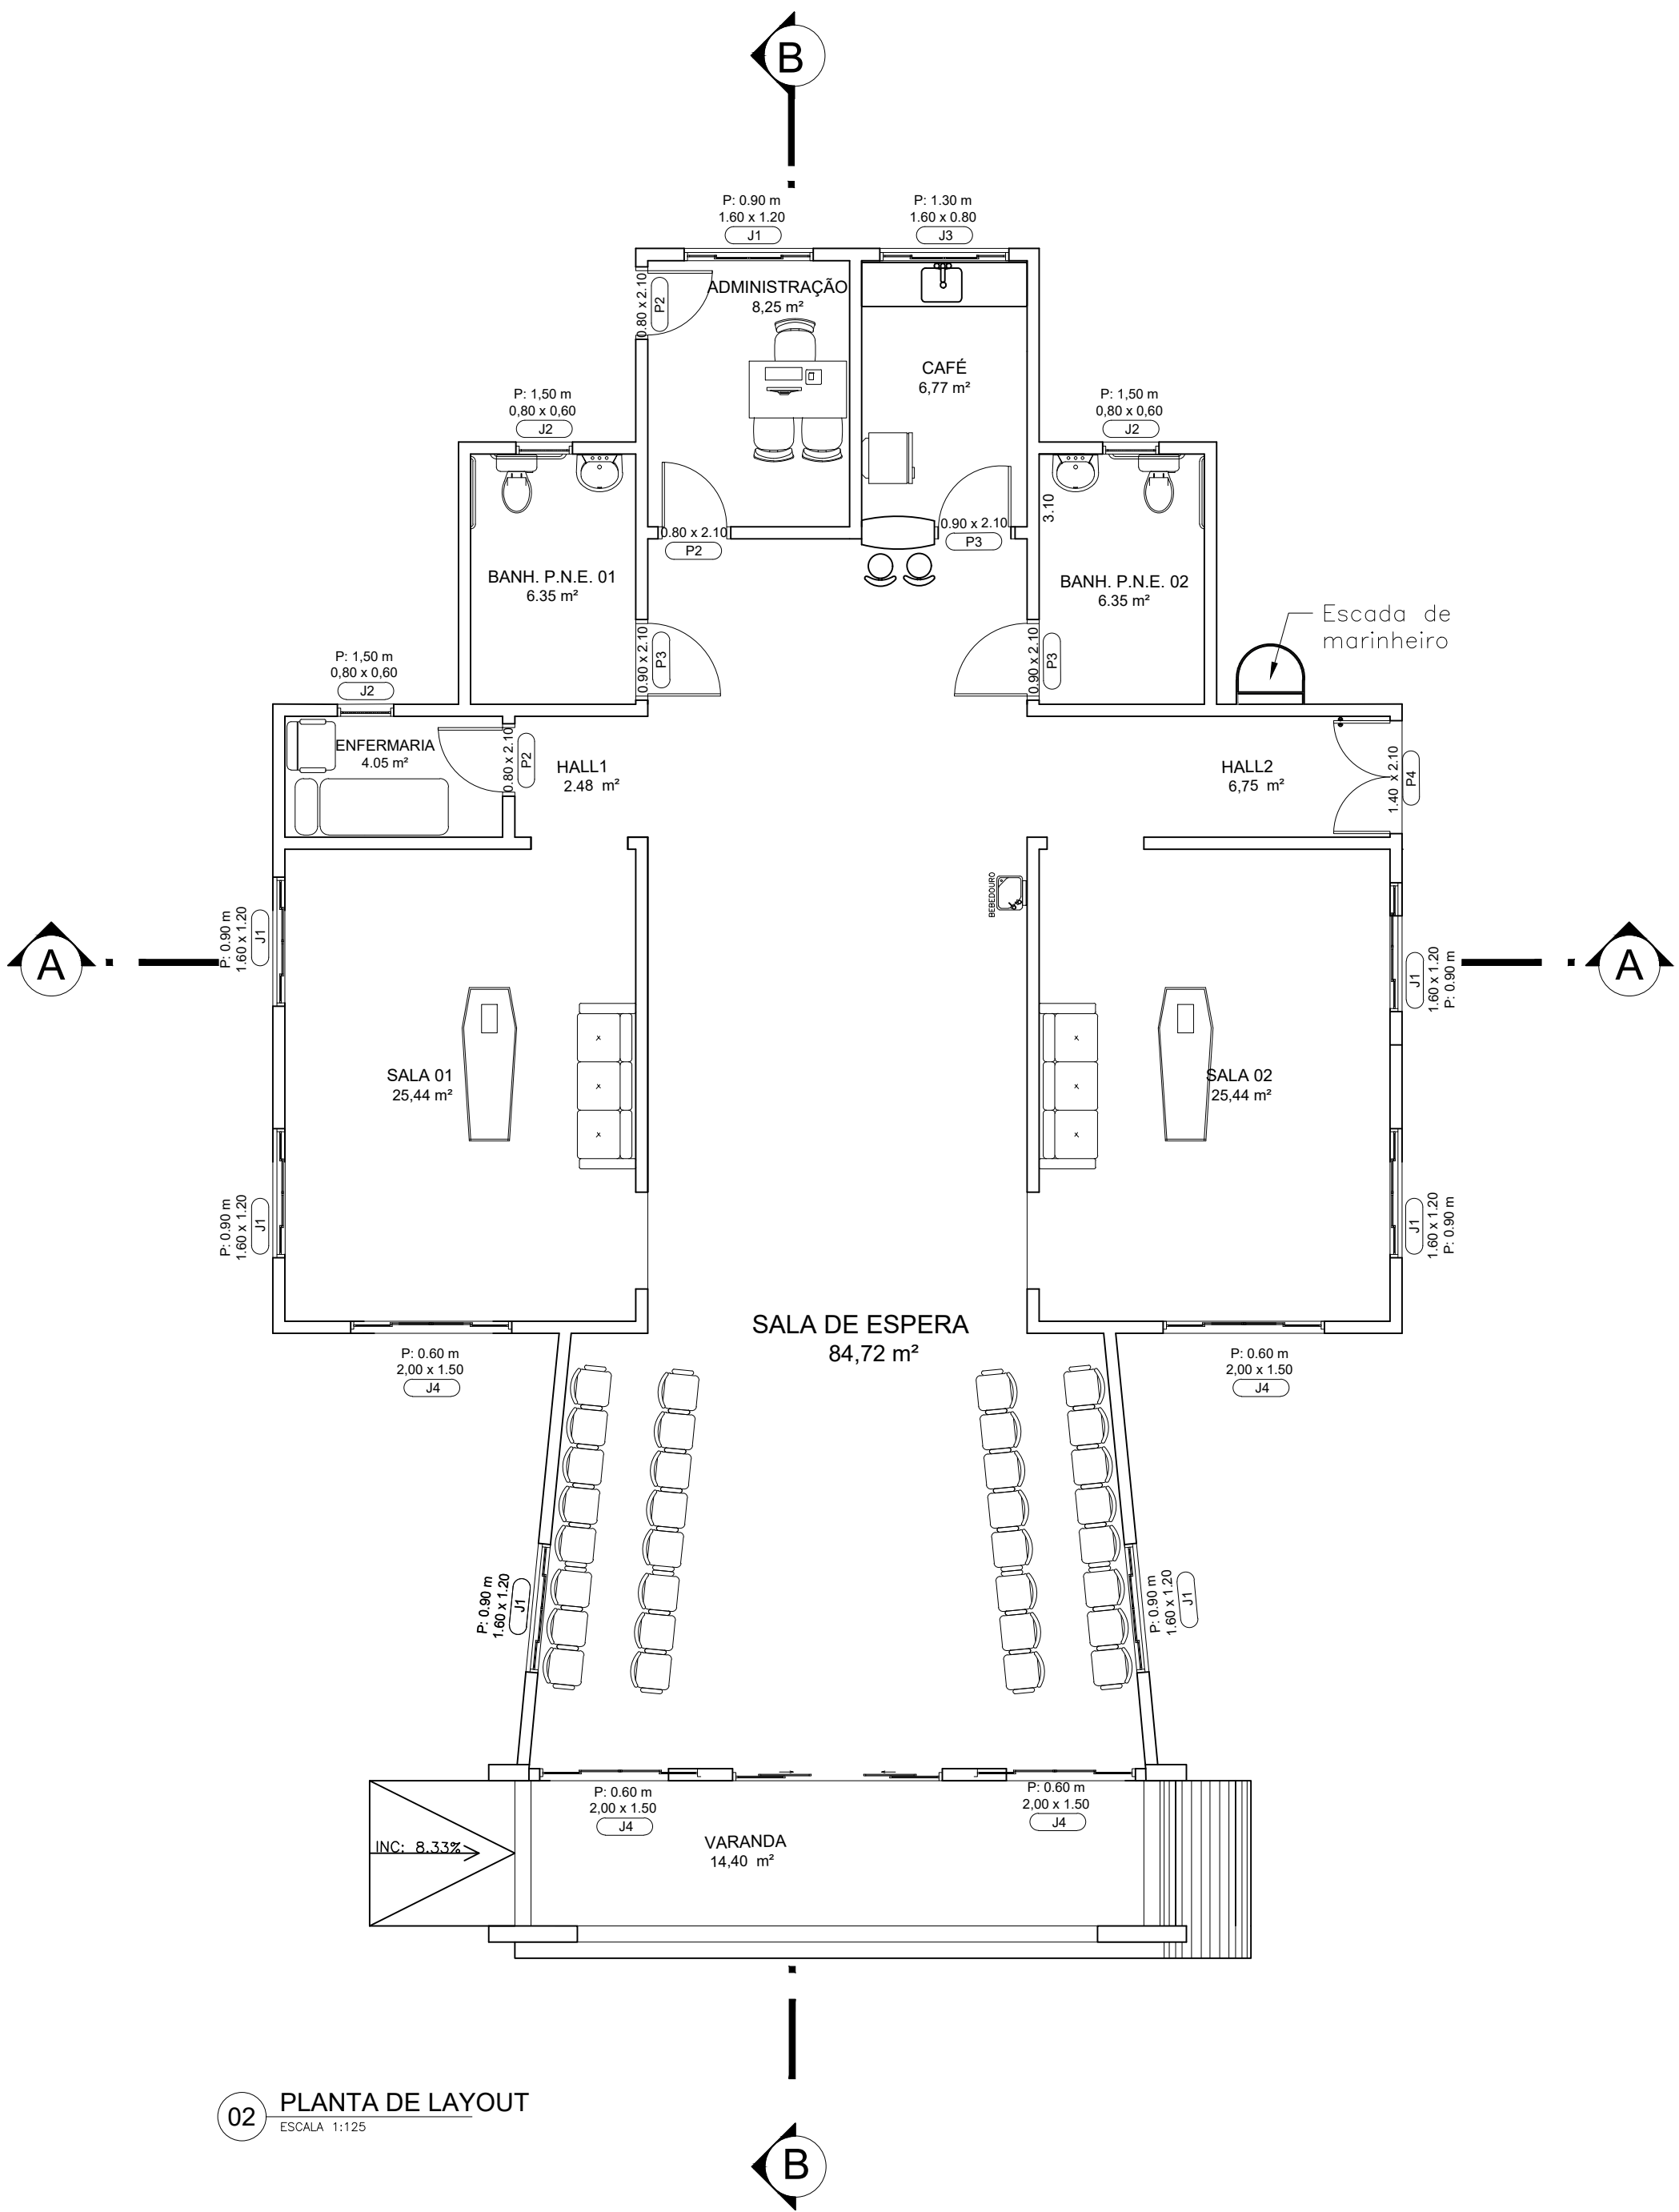 B
P: 0.90 m
1.60 x 1.20
J1
P: 1.30 m
1.60 x 0.80
J3
0.80 x 2.10
P2
ADMINISTRAÇÃO
8,25 m²
CAFÉ
6,77 m²
P: 1,50 m
0,80 x 0,60
J2
P: 1,50 m
0,80 x 0,60
J2
0.80 x 2.10
P2
0.90 x 2.10
P3
3.10
BANH. P.N.E. 01
6.35 m²
BANH. P.N.E. 02
6.35 m²
Escada de
marinheiro
0.90 x 2.10
P3
0.90 x 2.10
P3
P: 1,50 m
0,80 x 0,60
J2
ENFERMARIA
4.05 m²
0.80 x 2.10
P2
HALL1
2.48 m²
HALL2
6,75 m²
1.40 x 2.10
P4
BEBEDOURO
A
P: 0.90 m
1.60 x 1.20
J1
J1
1.60 x 1.20
P: 0.90 m
A
SALA 01
25,44 m²
SALA 02
25,44 m²
P: 0.90 m
1.60 x 1.20
J1
J1
1.60 x 1.20
P: 0.90 m
SALA DE ESPERA
84,72 m²
P: 0.60 m
2,00 x 1.50
J4
P: 0.60 m
2,00 x 1.50
J4
P: 0.90 m
1.60 x 1.20
J1
P: 0.90 m
1.60 x 1.20
J1
P: 0.60 m
2,00 x 1.50
J4
P: 0.60 m
2,00 x 1.50
J4
INC: 8.33%
VARANDA
14,40 m²
02
PLANTA DE LAYOUT
ESCALA 1:125
B